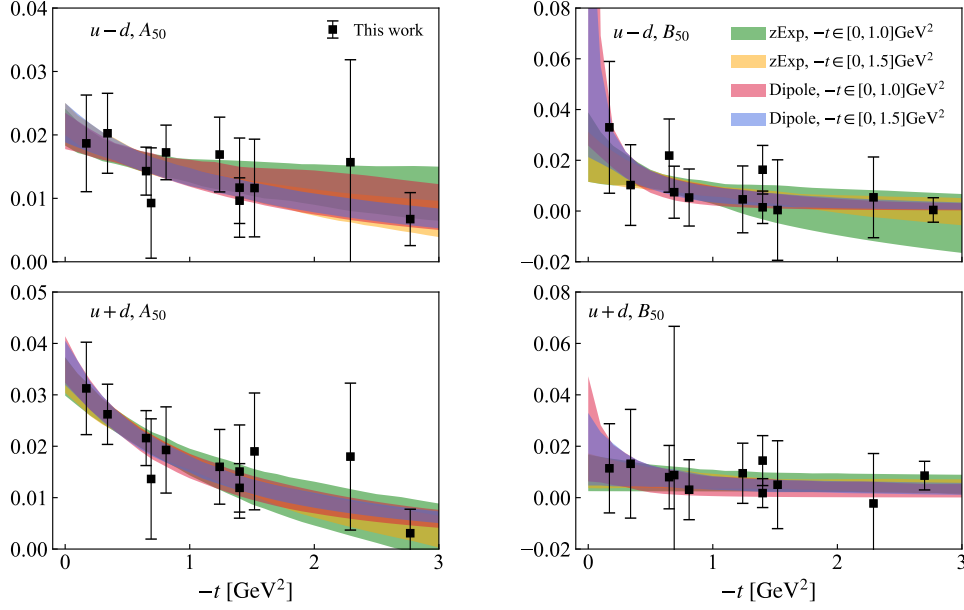 u − d, A₅₀
This work
0.04
0.03
0.02
0.01
0.00
u − d, B₅₀
zExp, −t ∈ [0, 1.0]GeV²
zExp, −t ∈ [0, 1.5]GeV²
Dipole, −t ∈ [0, 1.0]GeV²
Dipole, −t ∈ [0, 1.5]GeV²
0.08
0.06
0.04
0.02
0.00
−0.02
u + d, A₅₀
0.05
0.04
0.03
0.02
0.01
0.00
0
1
2
3
−t [GeV²]
u + d, B₅₀
0.08
0.06
0.04
0.02
0.00
−0.02
0
1
2
3
−t [GeV²]